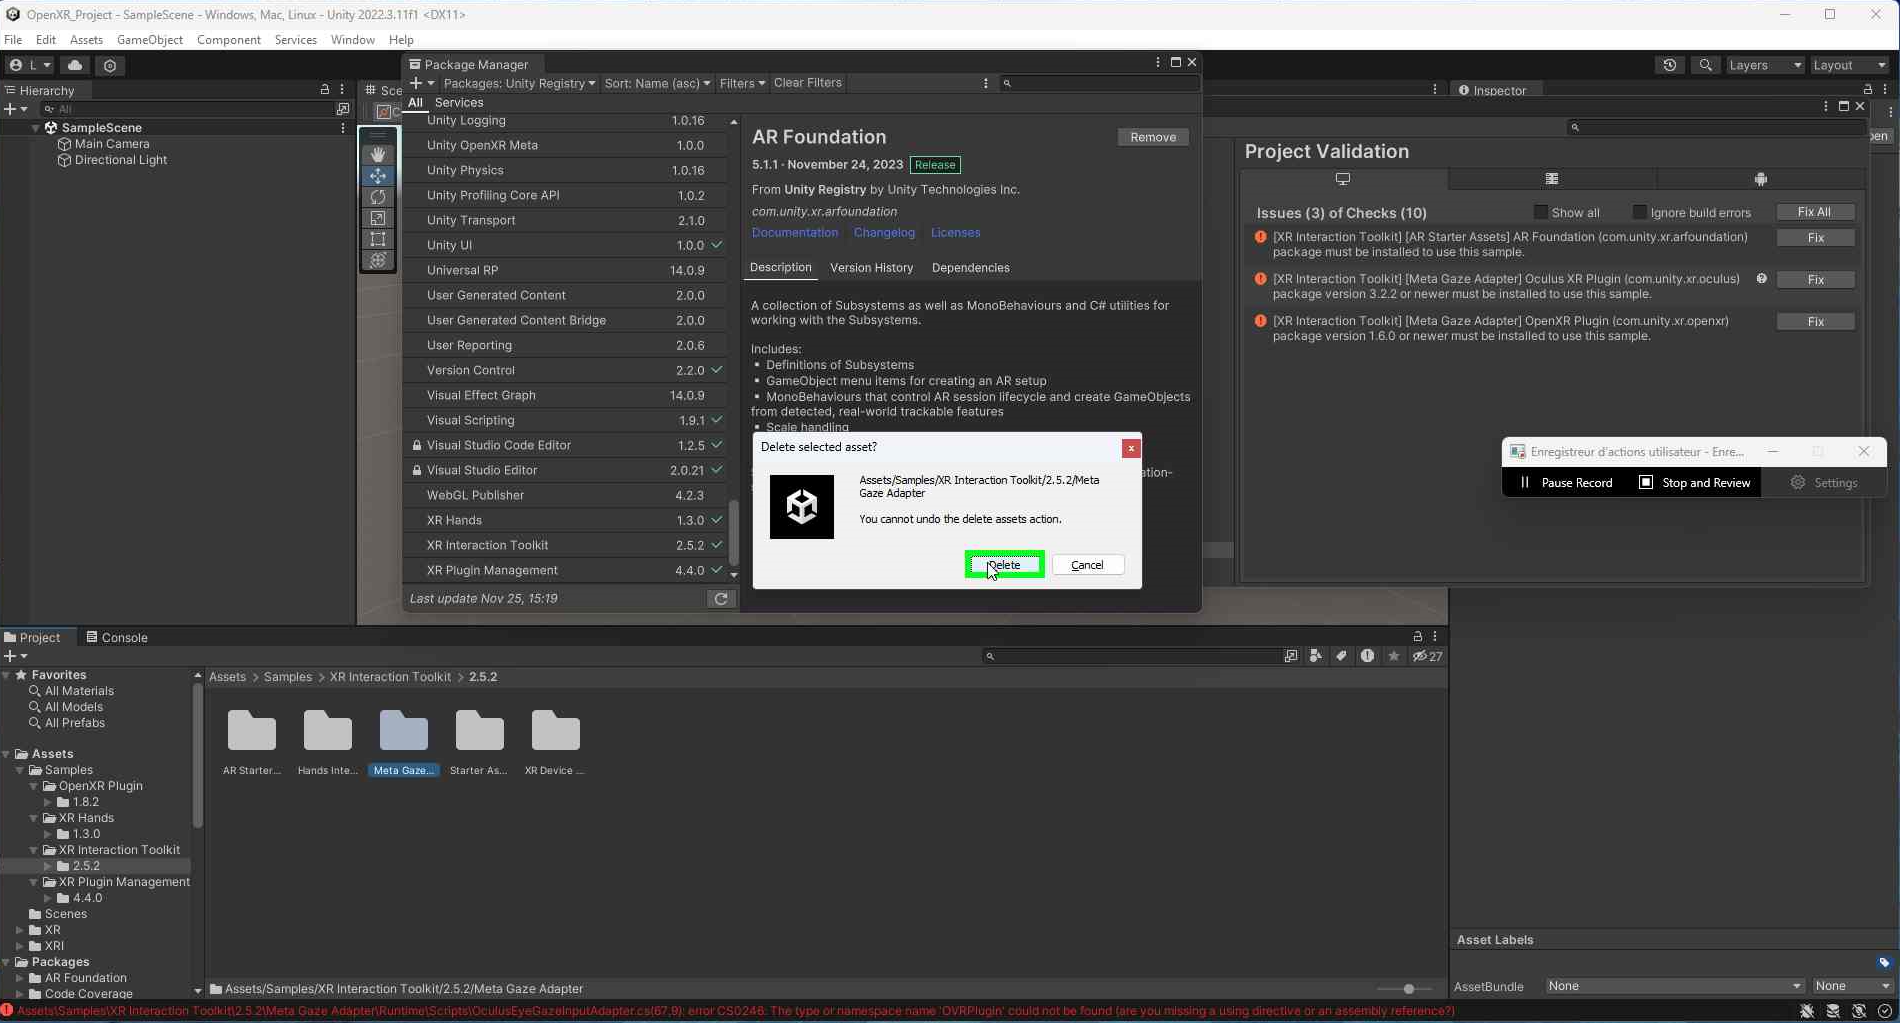 OpenXR_Project - SampleScene - Windows, Mac, Linux - Unity 2022.3.11f1 <DX11>
File Edit Assets GameObject Component Services Window Help
L
Layers Layout
Hierarchy
All
SampleScene
Main Camera
Directional Light
Sce
Package Manager
Packages: Unity Registry Sort: Name (asc) Filters Clear Filters
All Services
Unity Logging 1.0.16
Unity OpenXR Meta 1.0.0
Unity Physics 1.0.16
Unity Profiling Core API 1.0.2
Unity Transport 2.1.0
Unity UI 1.0.0
Universal RP 14.0.9
User Generated Content 2.0.0
User Generated Content Bridge 2.0.0
User Reporting 2.0.6
Version Control 2.2.0
Visual Effect Graph 14.0.9
Visual Scripting 1.9.1
Visual Studio Code Editor 1.2.5
Visual Studio Editor 2.0.21
WebGL Publisher 4.2.3
XR Hands 1.3.0
XR Interaction Toolkit 2.5.2
XR Plugin Management 4.4.0
Last update Nov 25, 15:19
AR Foundation
Remove
5.1.1 · November 24, 2023 Release
From Unity Registry by Unity Technologies Inc.
com.unity.xr.arfoundation
Documentation Changelog Licenses
Description Version History Dependencies
A collection of Subsystems as well as MonoBehaviours and C# utilities for
working with the Subsystems.
Includes:
• Definitions of Subsystems
• GameObject menu items for creating an AR setup
• MonoBehaviours that control AR session lifecycle and create GameObjects
from detected, real-world trackable features
• Scale handling
ation-
Delete selected asset?
Assets/Samples/XR Interaction Toolkit/2.5.2/Meta
Gaze Adapter
You cannot undo the delete assets action.
Delete Cancel
Inspector
pen
Project Validation
Issues (3) of Checks (10) Show all Ignore build errors Fix All
[XR Interaction Toolkit] [AR Starter Assets] AR Foundation (com.unity.xr.arfoundation)
package must be installed to use this sample.
Fix
[XR Interaction Toolkit] [Meta Gaze Adapter] Oculus XR Plugin (com.unity.xr.oculus)
package version 3.2.2 or newer must be installed to use this sample.
Fix
[XR Interaction Toolkit] [Meta Gaze Adapter] OpenXR Plugin (com.unity.xr.openxr)
package version 1.6.0 or newer must be installed to use this sample.
Fix
Enregistreur d'actions utilisateur - Enre...
Pause Record Stop and Review Settings
Project Console
27
Favorites
All Materials
All Models
All Prefabs
Assets
Samples
OpenXR Plugin
1.8.2
XR Hands
1.3.0
XR Interaction Toolkit
2.5.2
XR Plugin Management
4.4.0
Scenes
XR
XRI
Packages
AR Foundation
Code Coverage
Assets > Samples > XR Interaction Toolkit > 2.5.2
AR Starter... Hands Inte... Meta Gaze... Starter As... XR Device ...
Assets/Samples/XR Interaction Toolkit/2.5.2/Meta Gaze Adapter
Asset Labels
AssetBundle None None
Assets\Samples\XR Interaction Toolkit\2.5.2\Meta Gaze Adapter\Runtime\Scripts\OculusEyeGazeInputAdapter.cs(67,9): error CS0246: The type or namespace name 'OVRPlugin' could not be found (are you missing a using directive or an assembly reference?)